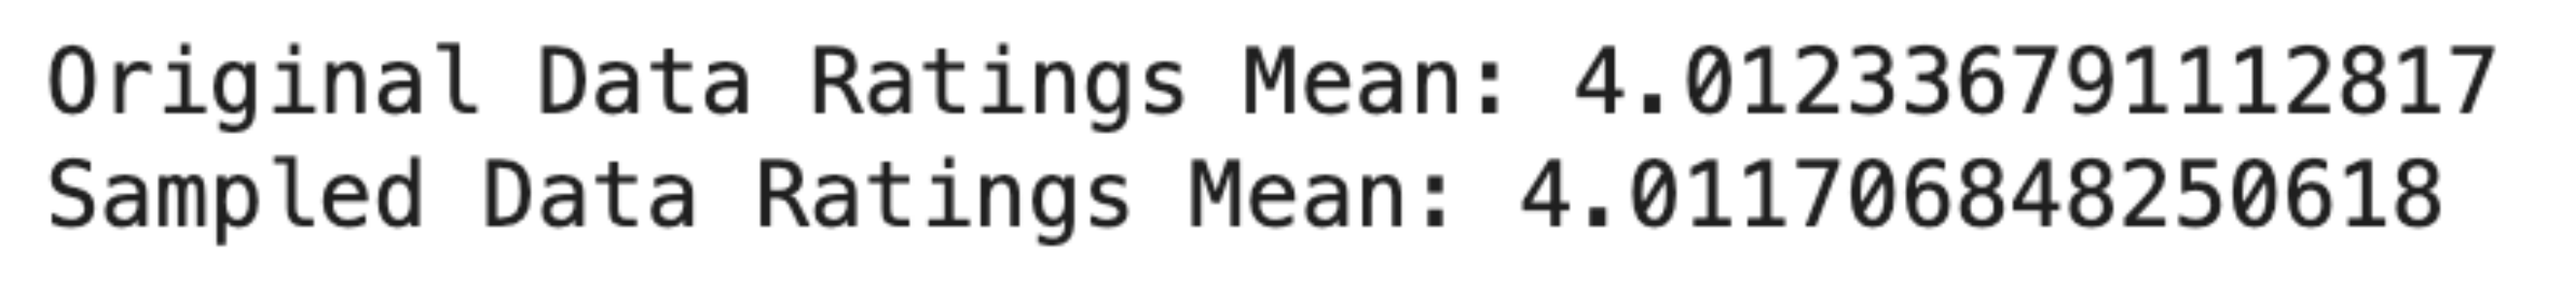 Original Data Ratings Mean: 4.012336791112817
Sampled Data Ratings Mean: 4.011706848250618